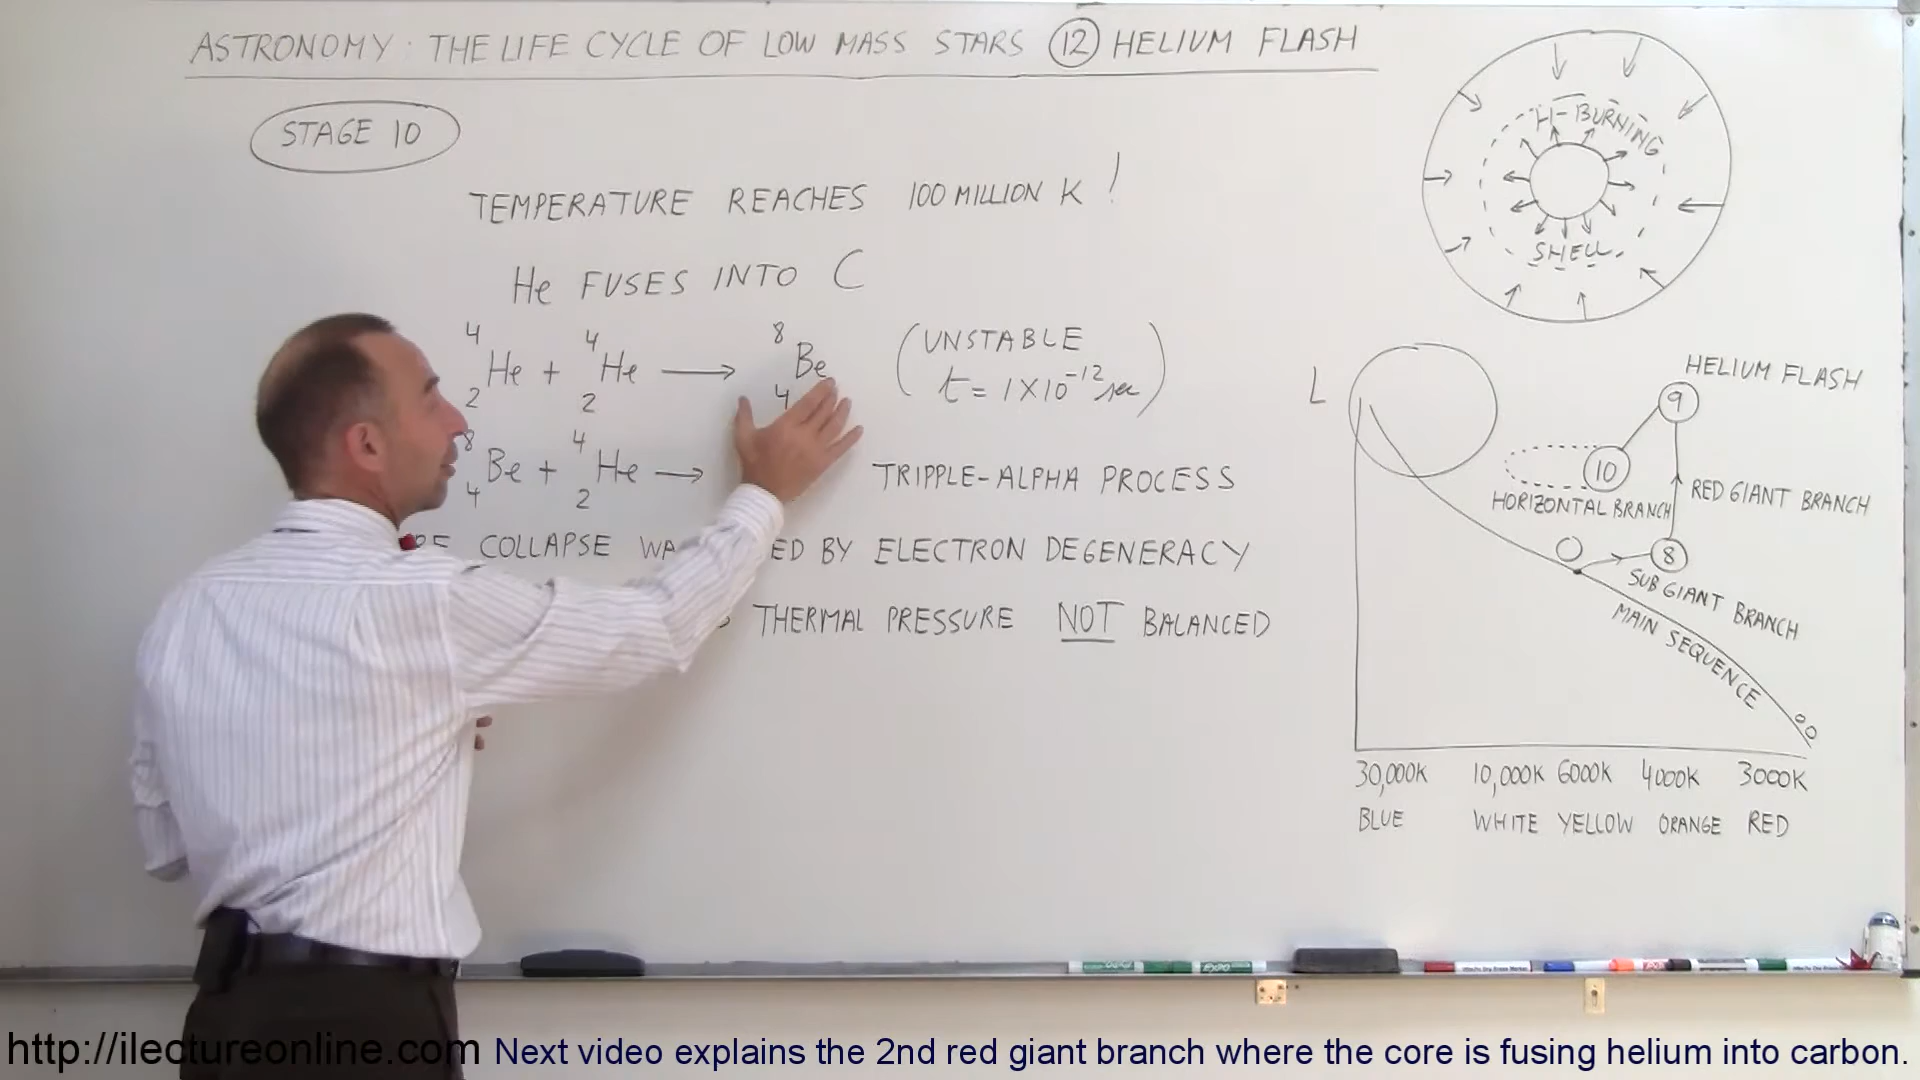 ASTRONOMY: THE LIFE CYCLE OF LOW MASS STARS 12 HELIUM FLASH
STAGE 10
TEMPERATURE REACHES 100 MILLION K!
He FUSES INTO C
4 2 He + 4 2 He → 8 4 Be (UNSTABLE t = 1 X 10^-12 sec)
8 4 Be + 4 2 He → TRIPPLE-ALPHA PROCESS
COLLAPSE BY ELECTRON DEGENERACY
THERMAL PRESSURE NOT BALANCED
H-BURNING
SHELL
L
HELIUM FLASH
9
10
HORIZONTAL BRANCH
RED GIANT BRANCH
8
SUB GIANT BRANCH
MAIN SEQUENCE
30,000K 10,000K 6000K 4000K 3000K
BLUE WHITE YELLOW ORANGE RED
EXPO
http://ilectureonline.com Next video explains the 2nd red giant branch where the core is fusing helium into carbon.